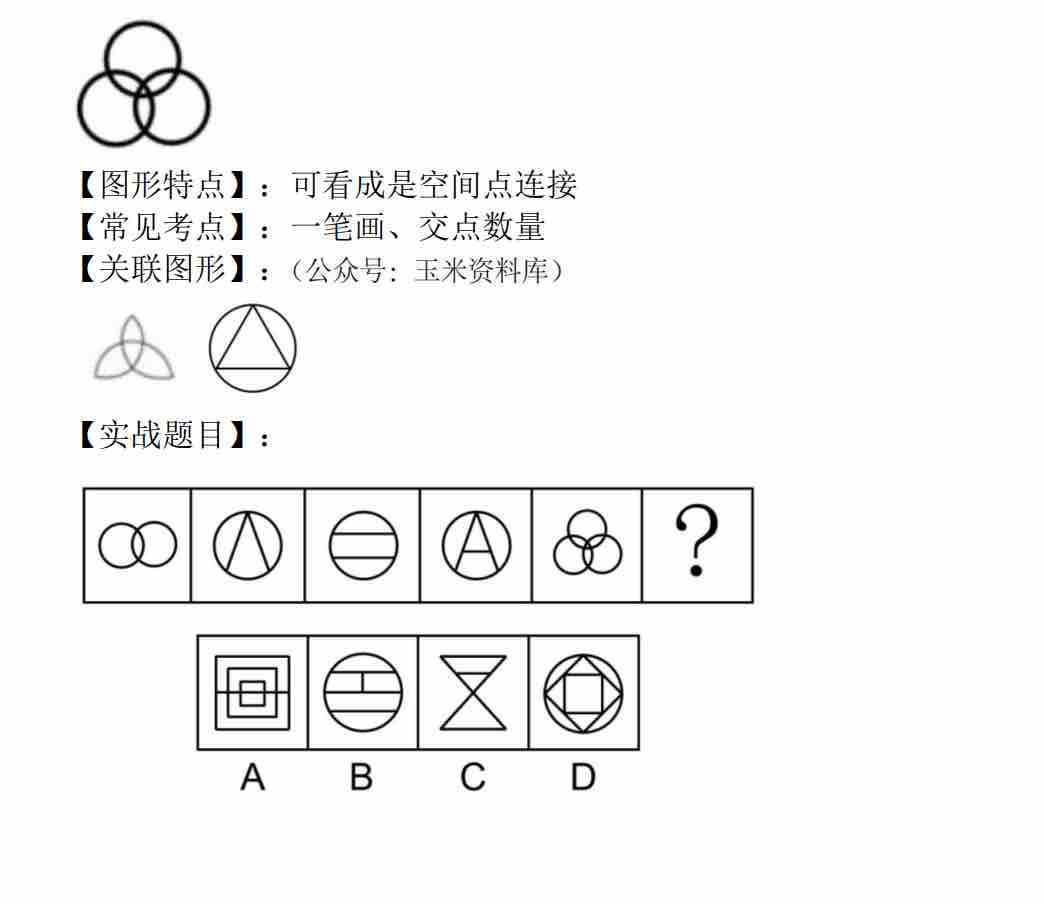 【图形特点】：可看成是空间点连接
【常见考点】：一笔画、交点数量
【关联图形】：（公众号：玉米资料库）
【实战题目】：
?
A B C D